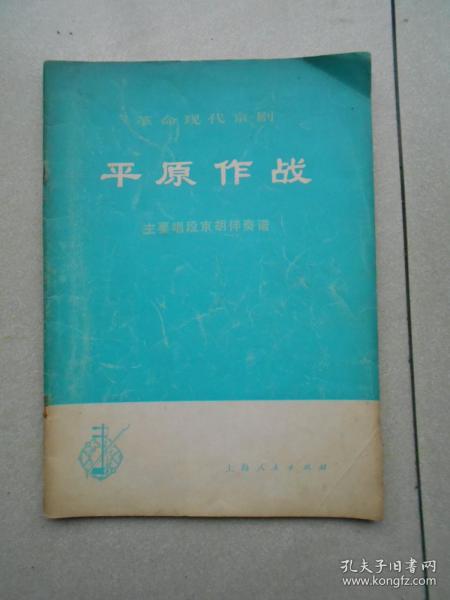 革命现代京剧
平原作战
主要唱段京胡伴奏谱
上海人民出版社
孔夫子旧书网
www.kongfz.com